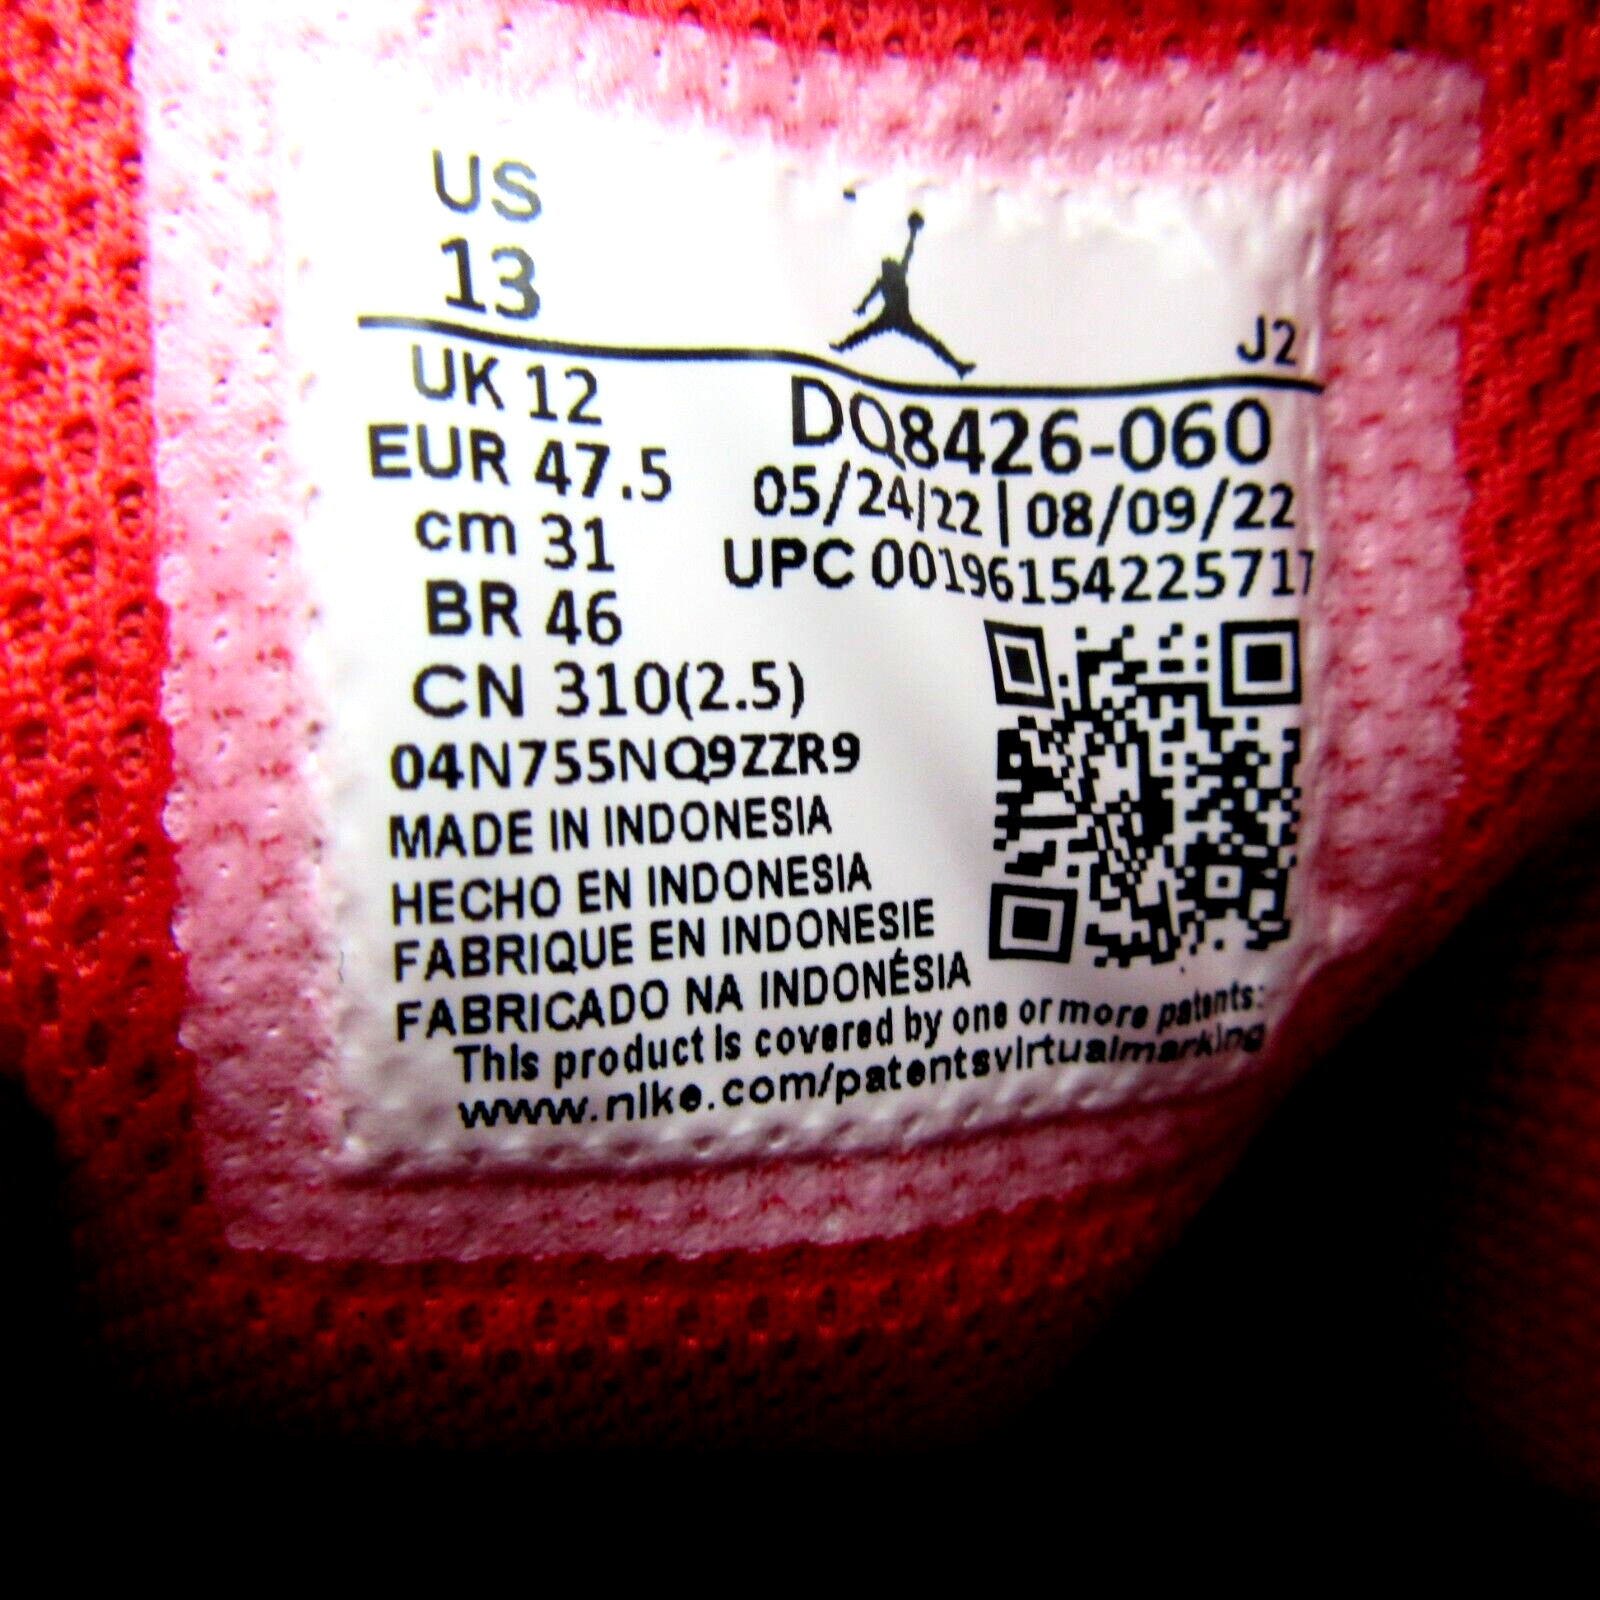 US
13
J2
UK 12
EUR 47.5
cm 31
BR 46
CN 310(2.5)
DQ8426-060
05/24/22 | 08/09/22
UPC 00196154225717
04N755NQ9ZZR9
MADE IN INDONESIA
HECHO EN INDONESIA
FABRIQUE EN INDONESIE
FABRICADO NA INDONÉSIA
This product is covered by one or more patents:
www.nike.com/patentsvirtualmarking